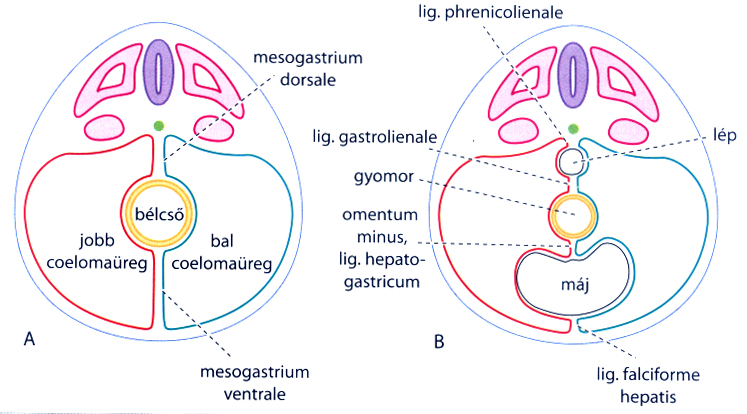 mesogastrium
dorsale
bélcső
jobb
coelomaüreg
bal
coelomaüreg
A
mesogastrium
ventrale
lig. phrenicolienale
lig. gastrolienale
lép
gyomor
omentum
minus,
lig. hepato-
gastricum
máj
B
lig. falciforme
hepatis